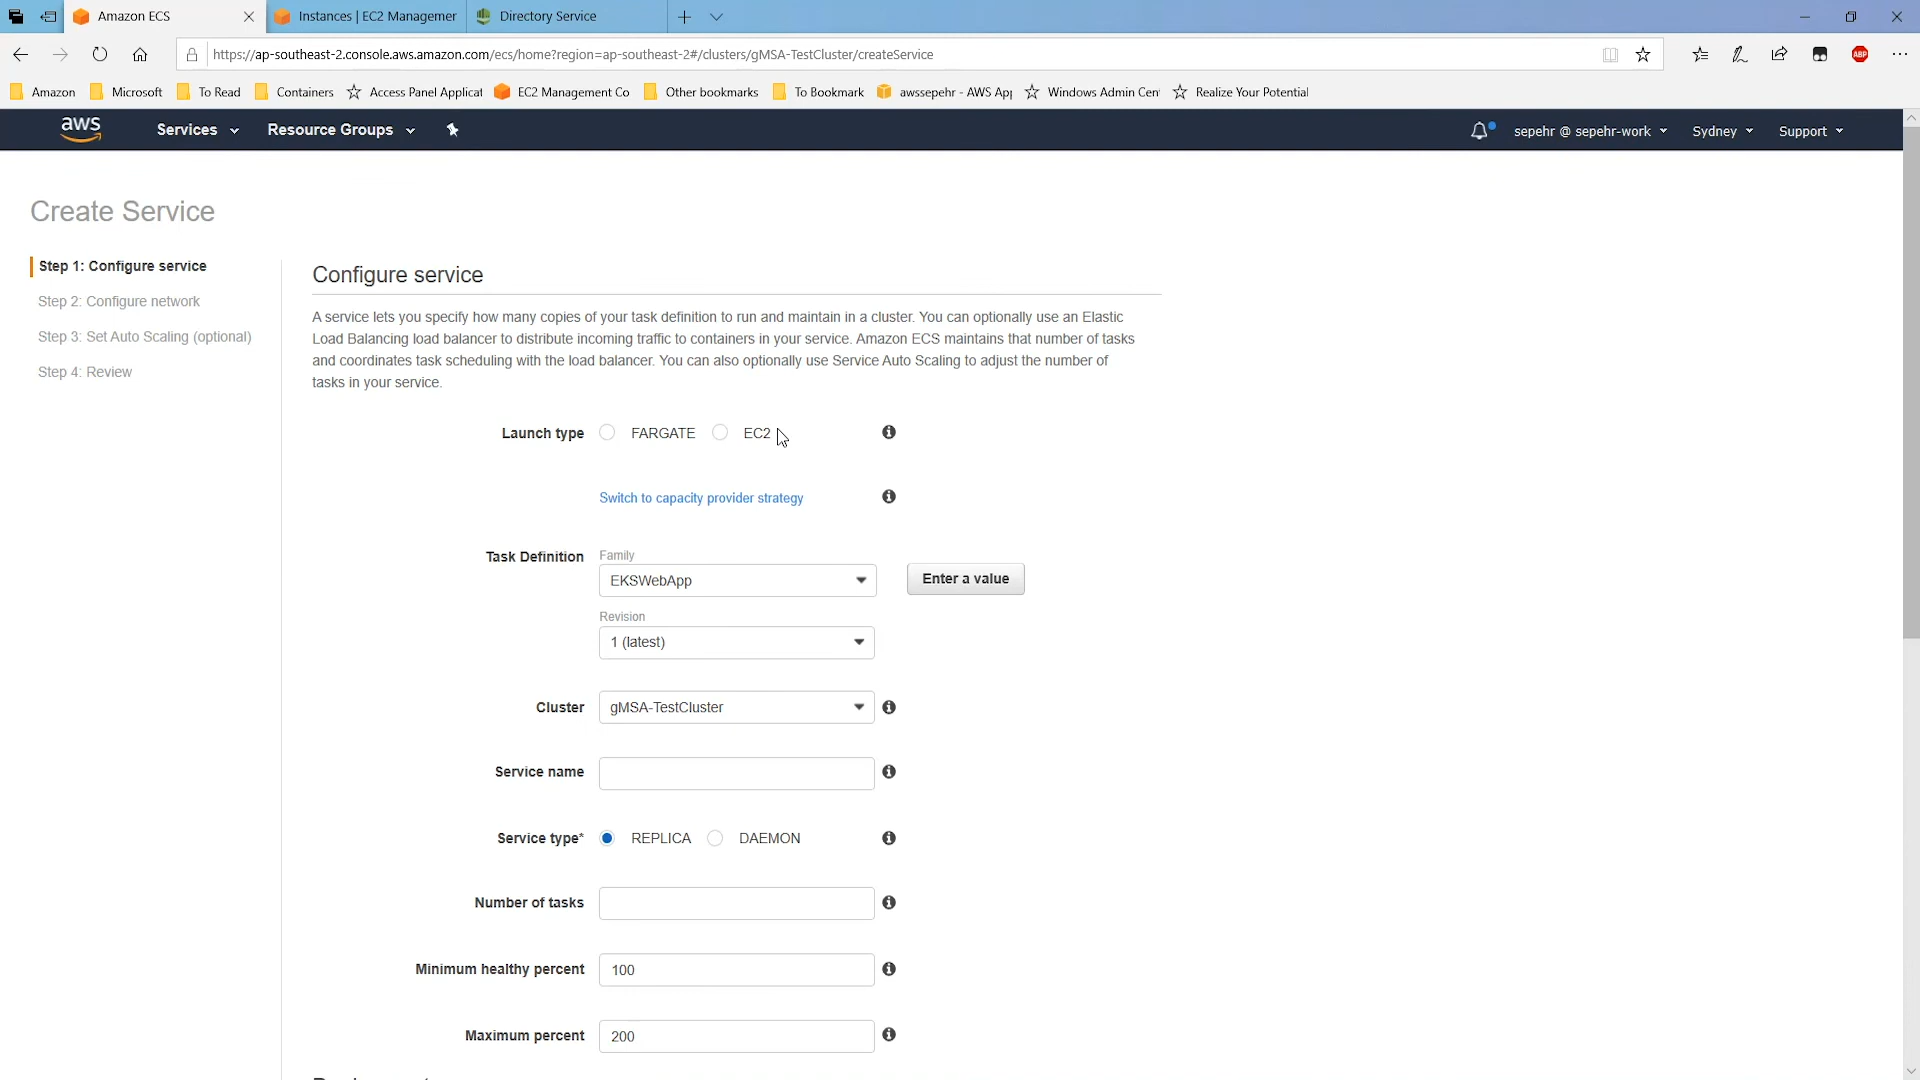 Amazon ECS
Instances | EC2 Managemer
Directory Service
https://ap-southeast-2.console.aws.amazon.com/ecs/home?region=ap-southeast-2#/clusters/gMSA-TestCluster/createService
ABP
Amazon
Microsoft
To Read
Containers
Access Panel Applicat
EC2 Management Co
Other bookmarks
To Bookmark
awssepehr - AWS App
Windows Admin Cent
Realize Your Potential
aws
Services
Resource Groups
sepehr @ sepehr-work
Sydney
Support
Create Service
Step 1: Configure service
Step 2: Configure network
Step 3: Set Auto Scaling (optional)
Step 4: Review
Configure service
A service lets you specify how many copies of your task definition to run and maintain in a cluster. You can optionally use an Elastic
Load Balancing load balancer to distribute incoming traffic to containers in your service. Amazon ECS maintains that number of tasks
and coordinates task scheduling with the load balancer. You can also optionally use Service Auto Scaling to adjust the number of
tasks in your service.
Launch type
FARGATE
EC2
Switch to capacity provider strategy
Task Definition
Family
EKSWebApp
Enter a value
Revision
1 (latest)
Cluster
gMSA-TestCluster
Service name
Service type*
REPLICA
DAEMON
Number of tasks
Minimum healthy percent
100
Maximum percent
200